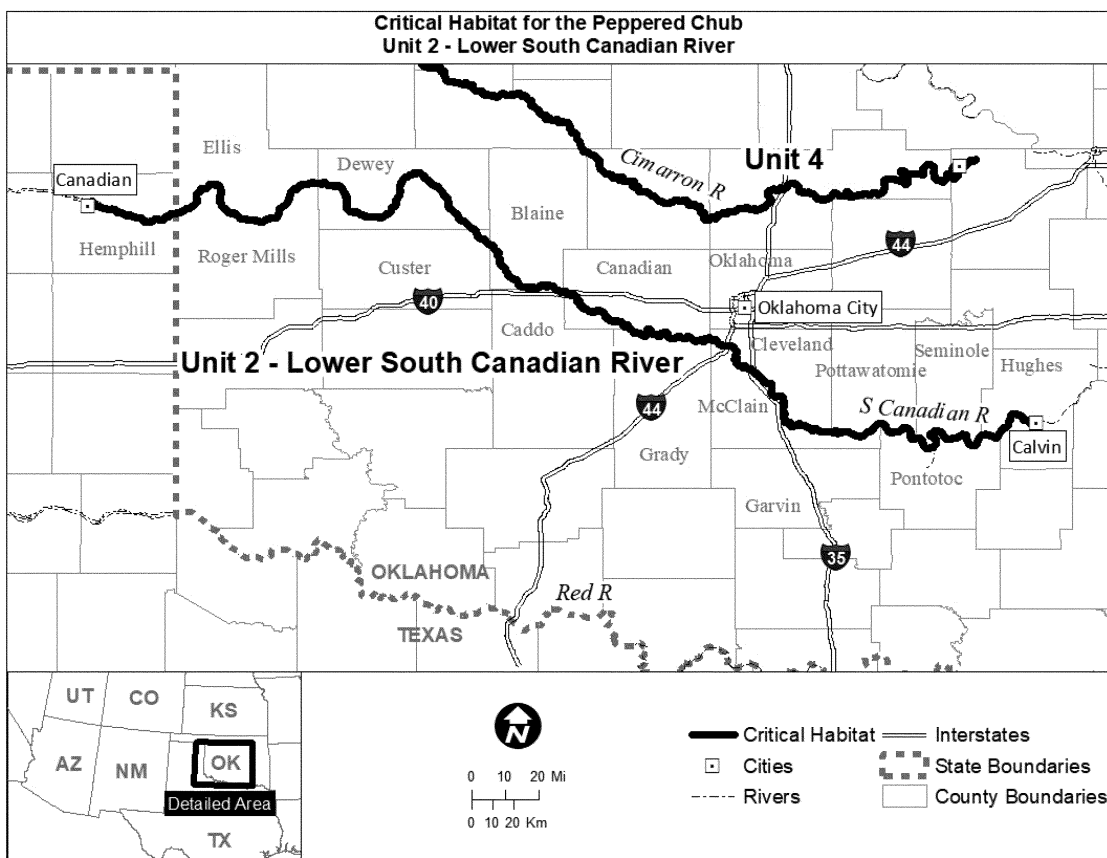 Critical Habitat for the Peppered Chub
Unit 2 - Lower South Canadian River
Ellis
Dewey
Canadian
Cimarron R
Unit 4
Blaine
Hemphill
Roger Mills
Custer
Canadian
Oklahoma
44
40
Oklahoma City
Caddo
Cleveland
Seminole
Unit 2 - Lower South Canadian River
Pottawatomie
Hughes
44
McClain
S Canadian R
Grady
Calvin
Pontotoc
Garvin
35
OKLAHOMA
Red R
TEXAS
UT
CO
KS
AZ
NM
OK
Detailed Area
TX
N
0 10 20 Mi
0 10 20 Km
Critical Habitat
Interstates
Cities
State Boundaries
Rivers
County Boundaries